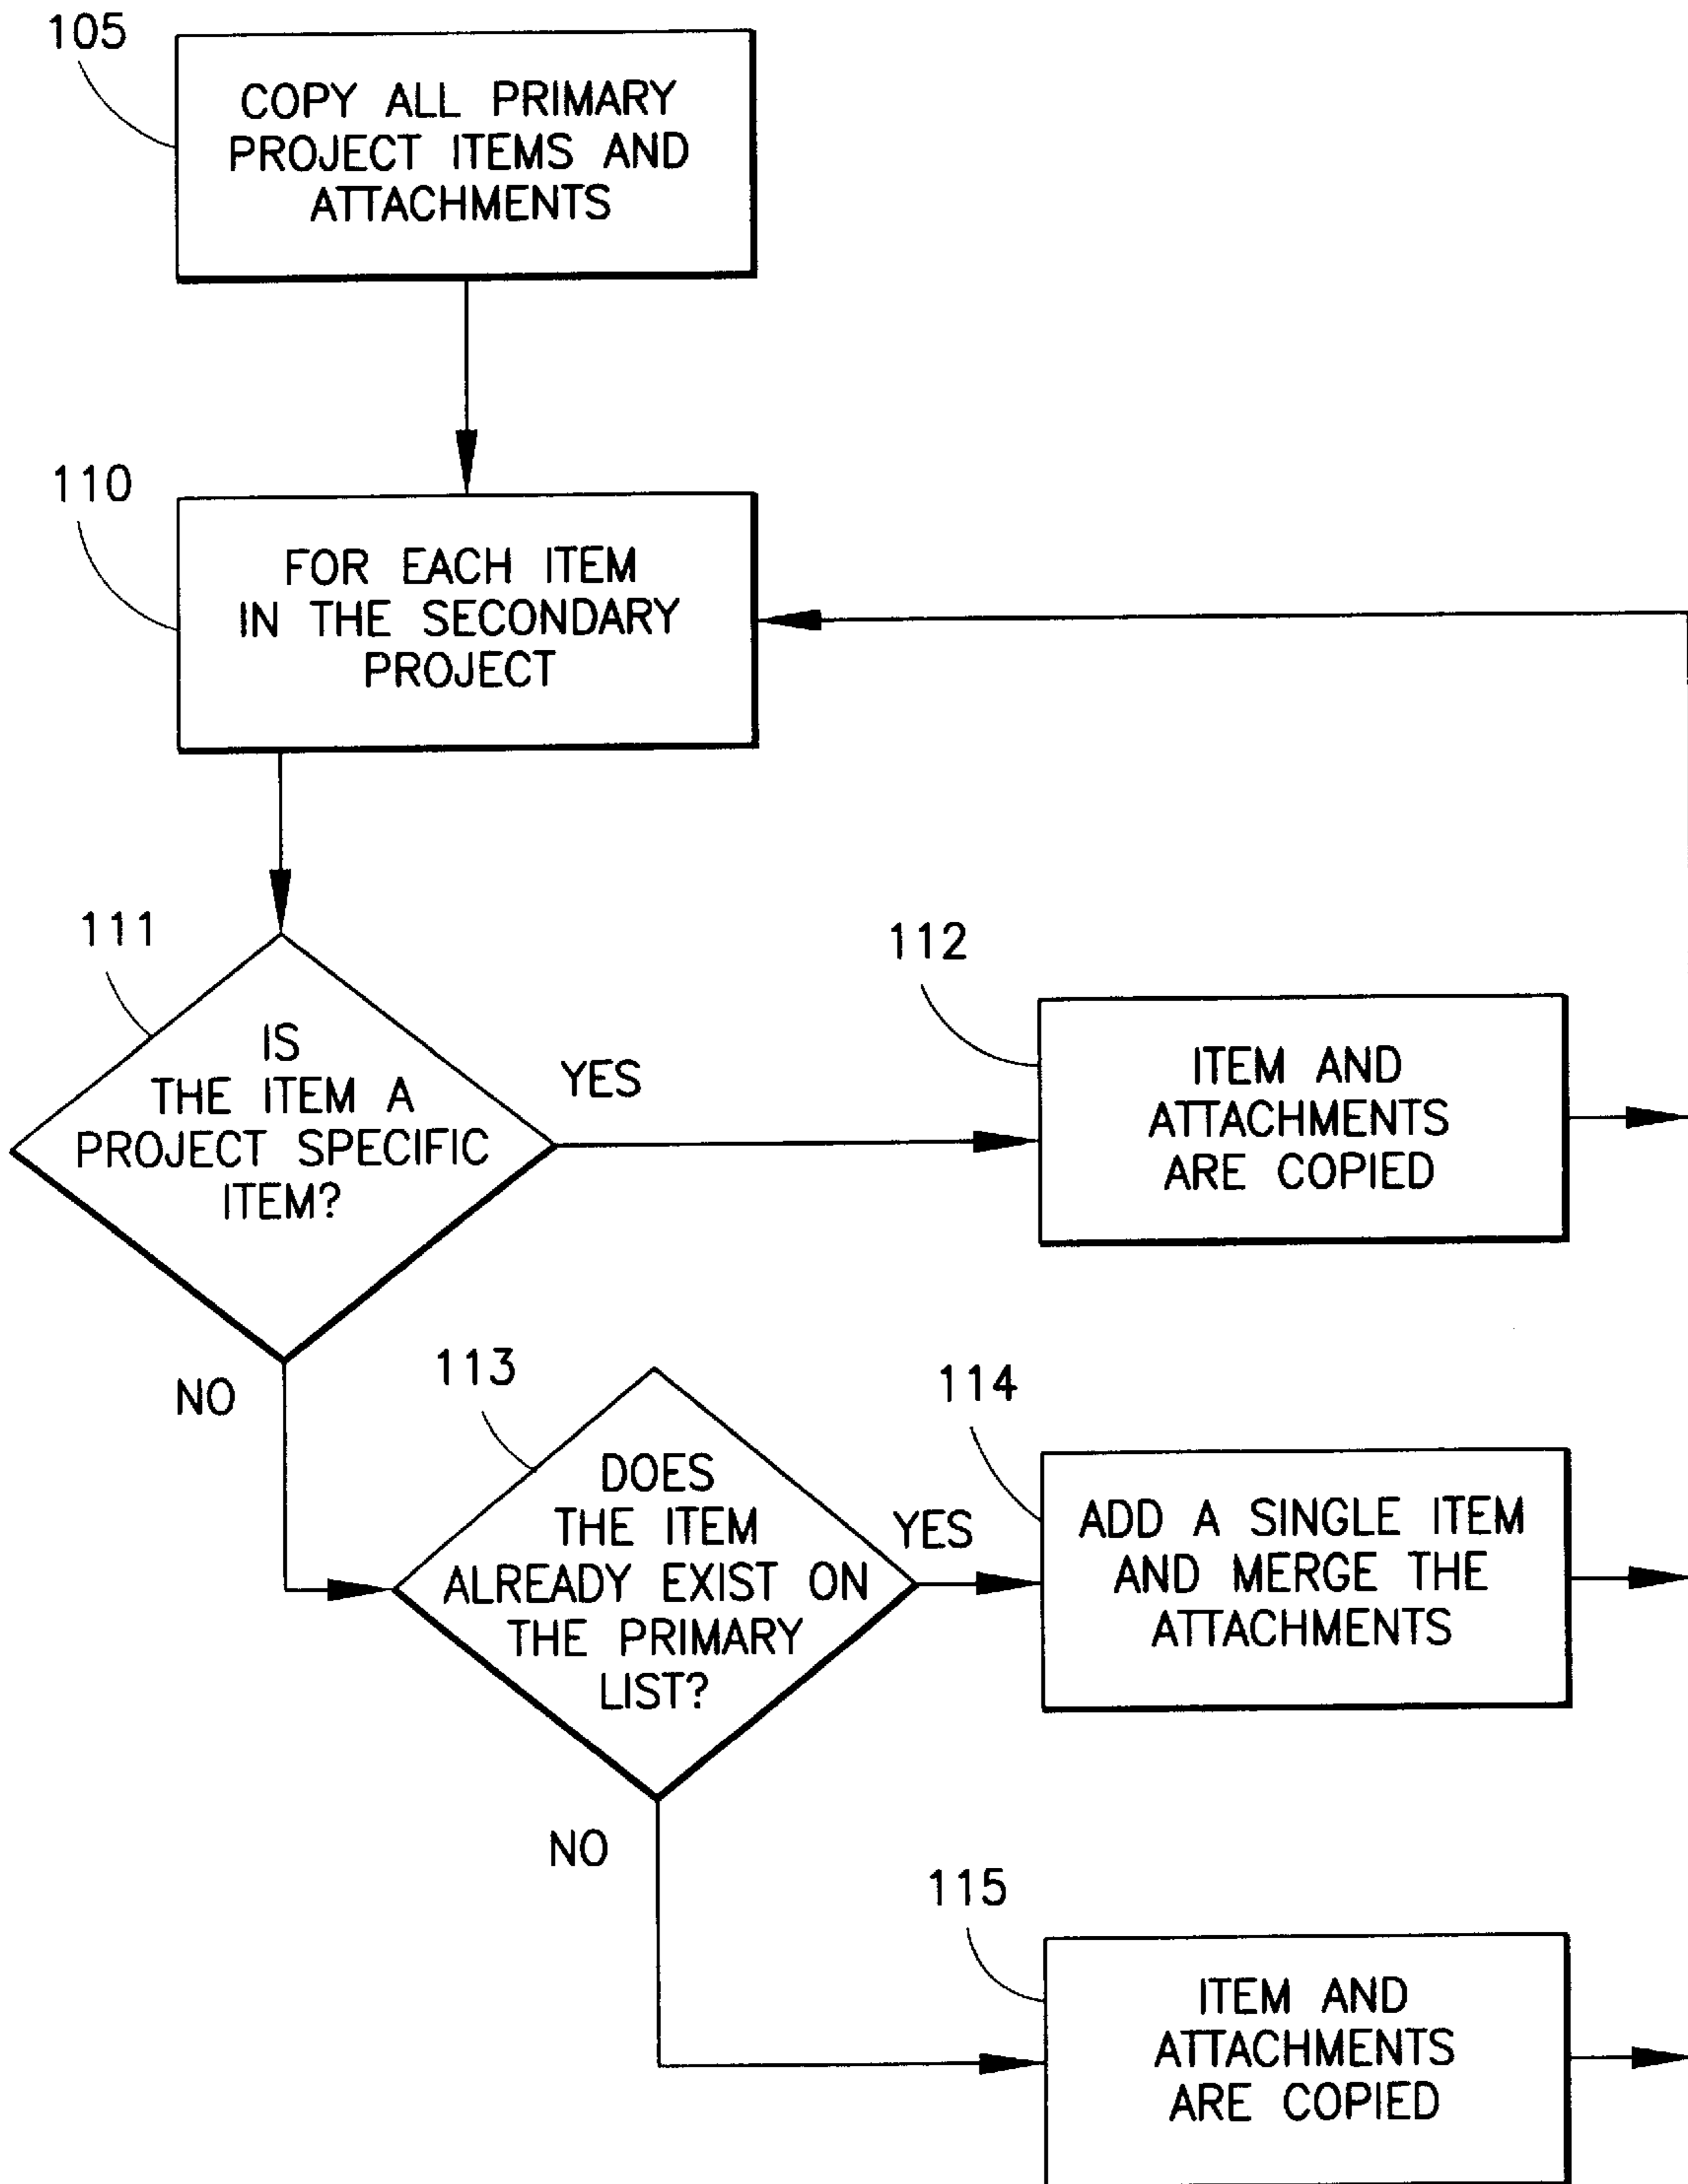 105
COPY ALL PRIMARY
PROJECT ITEMS AND
ATTACHMENTS
110
FOR EACH ITEM
IN THE SECONDARY
PROJECT
111
IS
THE ITEM A
PROJECT SPECIFIC
ITEM?
YES
112
ITEM AND
ATTACHMENTS
ARE COPIED
NO
113
DOES
THE ITEM
ALREADY EXIST ON
THE PRIMARY
LIST?
YES
114
ADD A SINGLE ITEM
AND MERGE THE
ATTACHMENTS
NO
115
ITEM AND
ATTACHMENTS
ARE COPIED